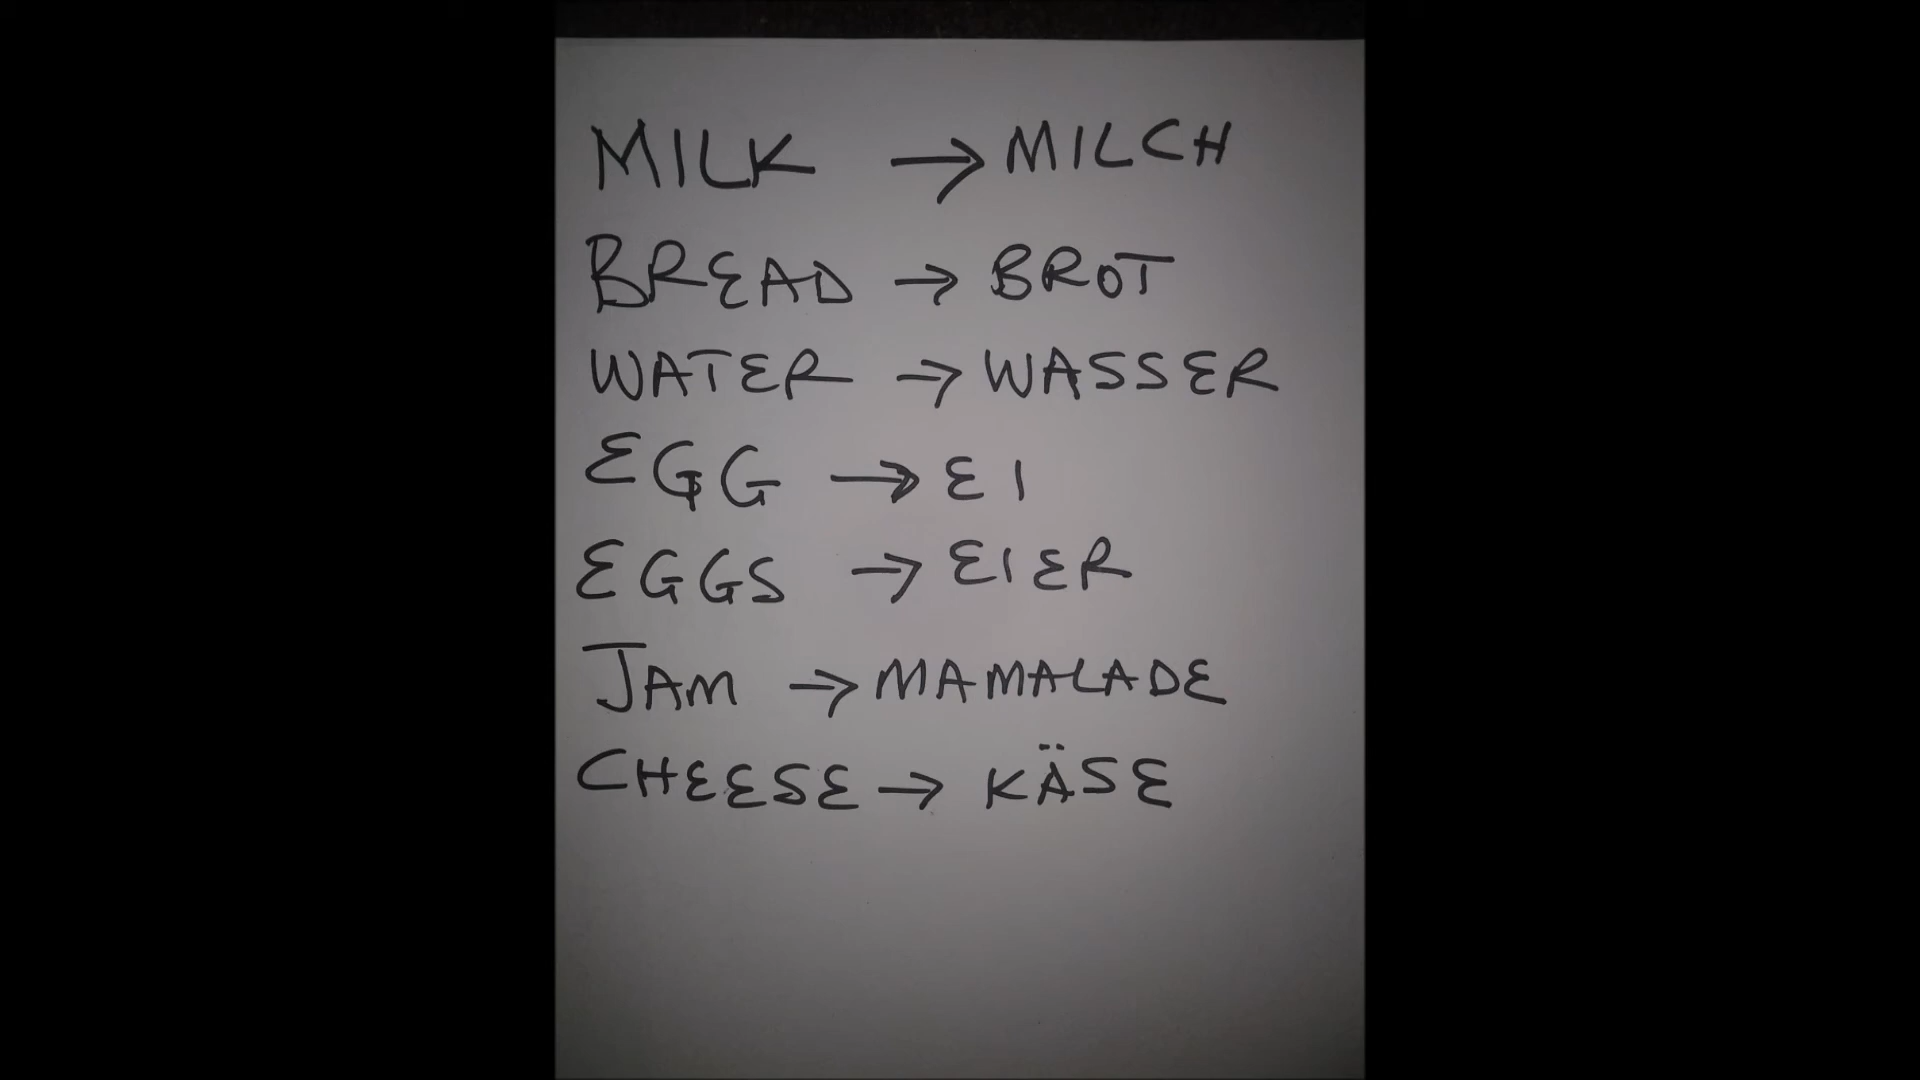 MILK → MILCH
BREAD → BROT
WATER → WASSER
EGG → EI
EGGS → EIER
JAM → MAMALADE
CHEESE → KÄSE